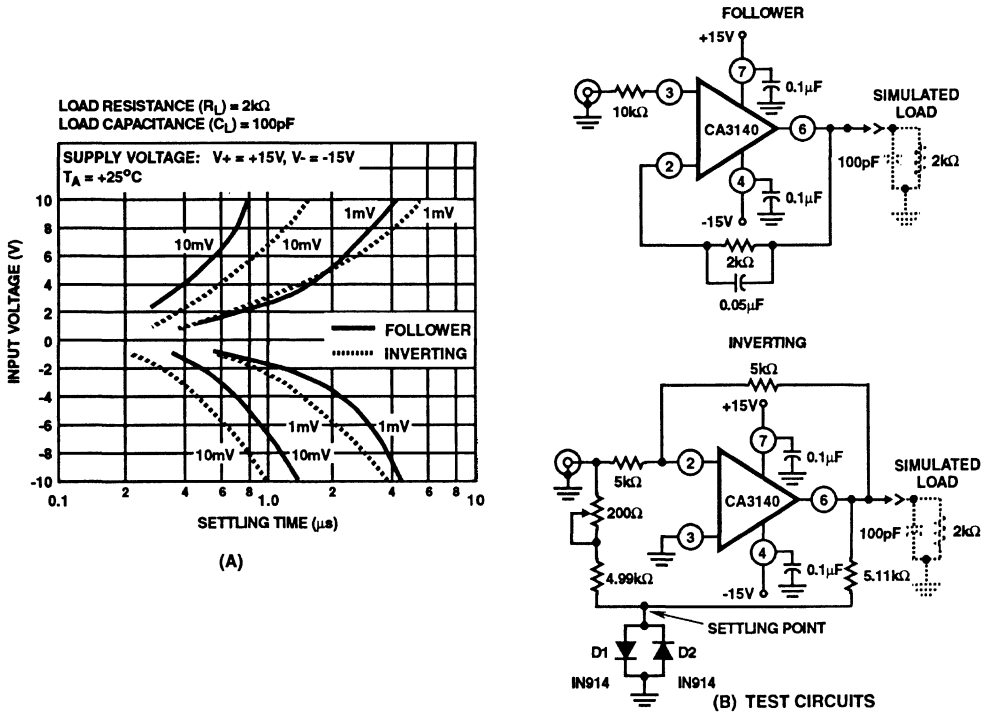 LOAD RESISTANCE (RL) = 2kΩ
LOAD CAPACITANCE (CL) = 100pF
SUPPLY VOLTAGE: V+ = +15V, V- = -15V
TA = +25°C
INPUT VOLTAGE (V)
10
8
6
4
2
0
-2
-4
-6
-8
-10
10mV
10mV
1mV
1mV
FOLLOWER
INVERTING
10mV
1mV
10mV
1mV
0.1
2
4
6
8
1.0
2
4
6
8
10
SETTLING TIME (μs)
(A)
FOLLOWER
+15V
7
0.1μF
10kΩ
3
CA3140
6
SIMULATED
LOAD
100pF
2kΩ
2
4
0.1μF
-15V
2kΩ
0.05μF
INVERTING
5kΩ
+15V
7
0.1μF
5kΩ
2
CA3140
6
SIMULATED
LOAD
200Ω
3
100pF
2kΩ
4
4.99kΩ
0.1μF
5.11kΩ
-15V
SETTLING POINT
D1
D2
IN914
IN914
(B) TEST CIRCUITS